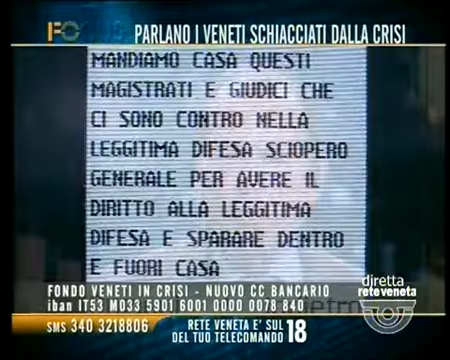 FO
PARLANO I VENETI SCHIACCIATI DALLA CRISI
MANDIAMO CASA QUESTI
MAGISTRATI E GIUDICI CHE
CI SONO CONTRO NELLA
LEGGITIMA DIFESA SCIOPERO
GENERALE PER AVERE IL
DIRITTO ALLA LEGGITIMA
DIFESA E SPARARE DENTRO
E FUORI CASA
FONDO VENETI IN CRISI - NUOVO CC BANCARIO
iban IT53 M033 5901 6001 0000 0078 840
diretta
reteveneta
SMS 340 3218806
RETE VENETA E' SUL
DEL TUO TELECOMANDO 18